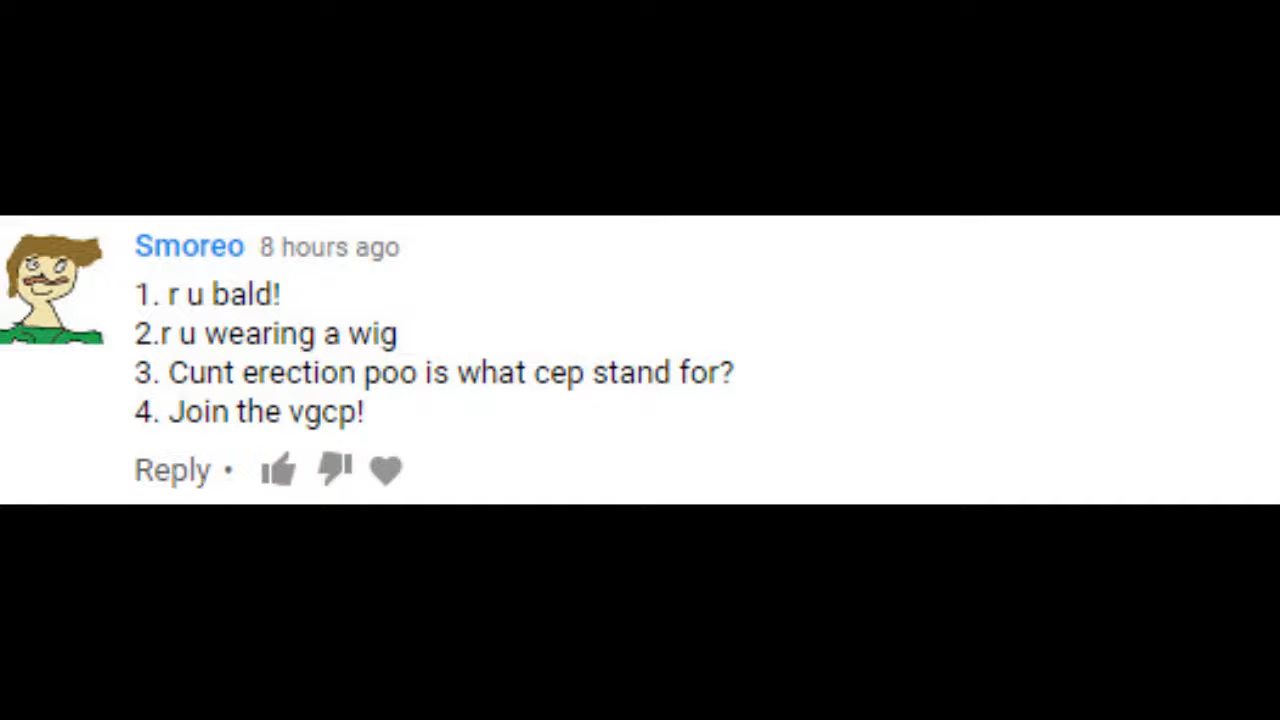 Smoreo 8 hours ago
1. r u bald!
2.r u wearing a wig
3. Cunt erection poo is what cep stand for?
4. Join the vgcp!
Reply •